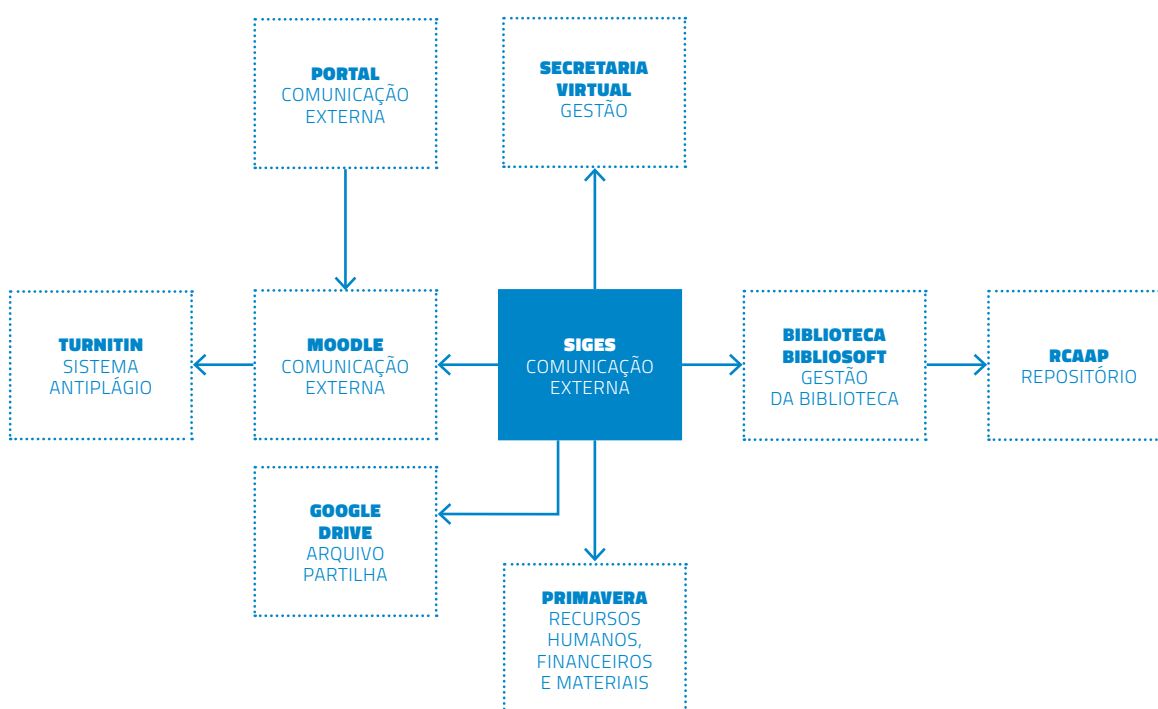 PORTAL
COMUNICAÇÃO
EXTERNA
SECRETARIA
VIRTUAL
GESTÃO
TURNITIN
SISTEMA
ANTIPLÁGIO
MOODLE
COMUNICAÇÃO
EXTERNA
SIGES
COMUNICAÇÃO
EXTERNA
BIBLIOTECA
BIBLIOSOFT
GESTÃO
DA BIBLIOTECA
RCAAP
REPOSITÓRIO
GOOGLE
DRIVE
ARQUIVO
PARTILHA
PRIMAVERA
RECURSOS
HUMANOS,
FINANCEIROS
E MATERIAIS